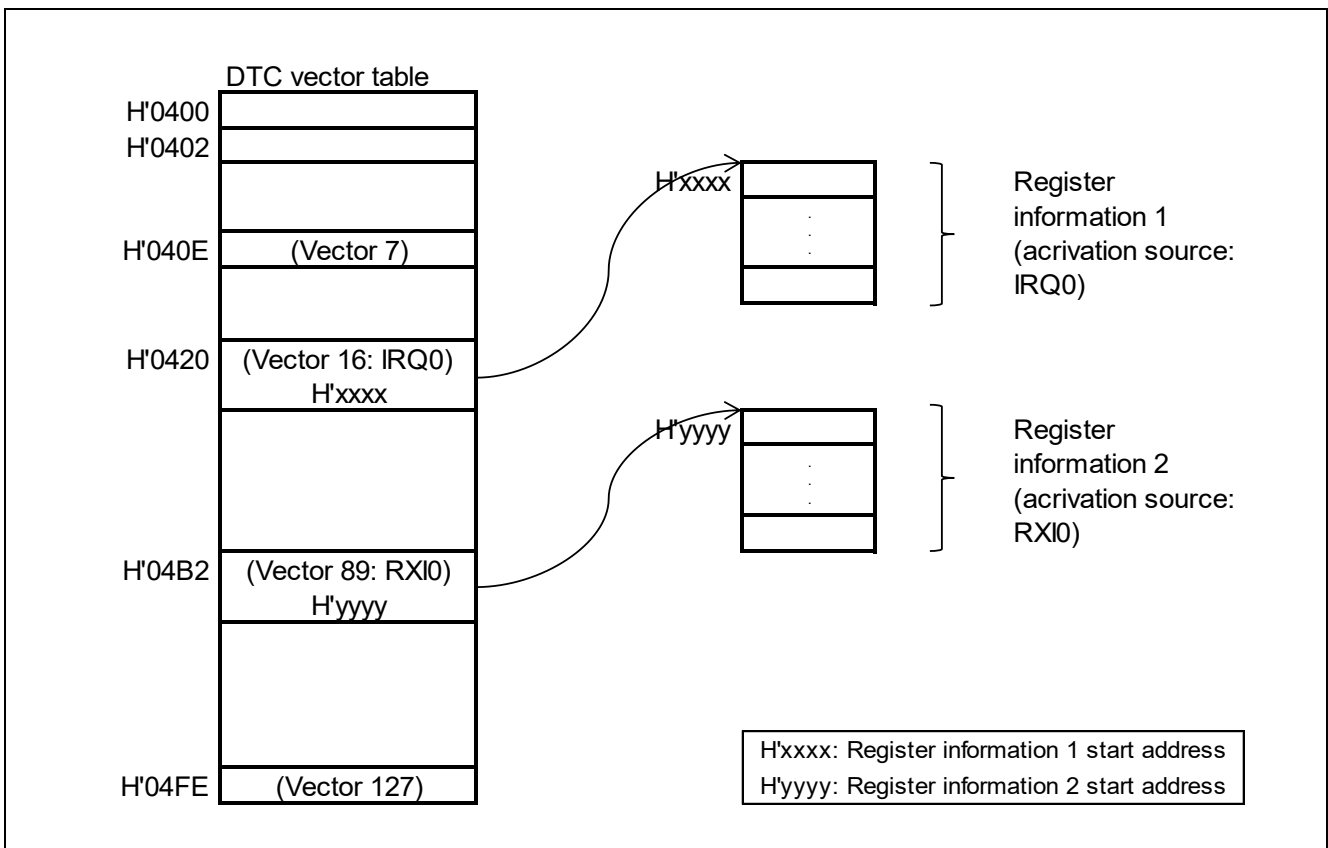 DTC vector table
H'0400
H'0402
H'040E
(Vector 7)
H'0420
(Vector 16: IRQ0)
H'xxxx
H'04B2
(Vector 89: RXI0)
H'yyyy
H'04FE
(Vector 127)
H'xxxx
Register
information 1
(acrivation source:
IRQ0)
H'yyyy
Register
information 2
(acrivation source:
RXI0)
H'xxxx: Register information 1 start address
H'yyyy: Register information 2 start address